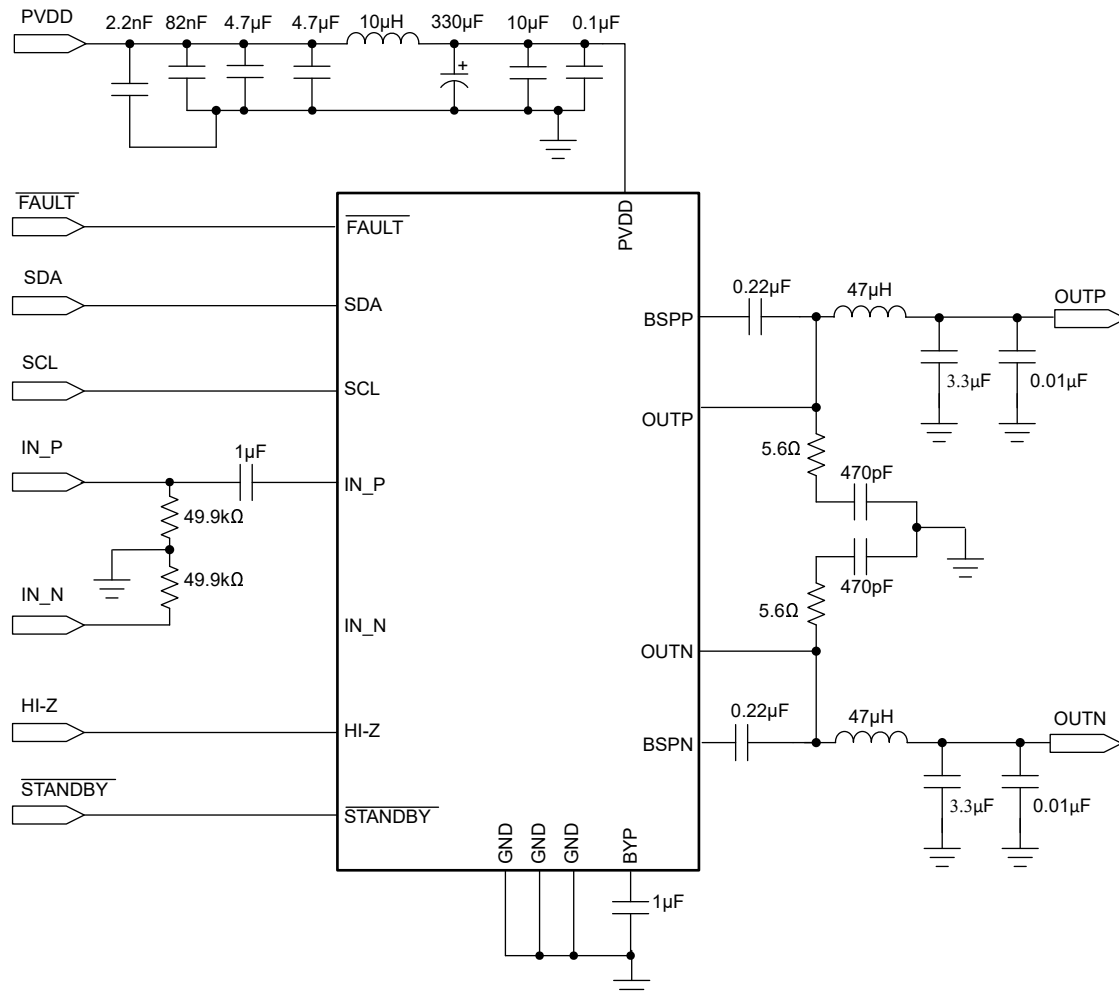 PVDD
2.2nF 82nF 4.7µF 4.7µF 10µH 330µF 10µF 0.1µF
+
FAULT
FAULT
PVDD
SDA
SDA
0.22µF
47µH
OUTP
BSPP
SCL
SCL
3.3µF
0.01µF
OUTP
IN_P
1µF
5.6Ω
470pF
IN_P
49.9kΩ
49.9kΩ
470pF
IN_N
5.6Ω
IN_N
OUTN
HI-Z
0.22µF
47µH
OUTN
HI-Z
BSPN
STANDBY
3.3µF
0.01µF
STANDBY
GND
GND
GND
BYP
1µF